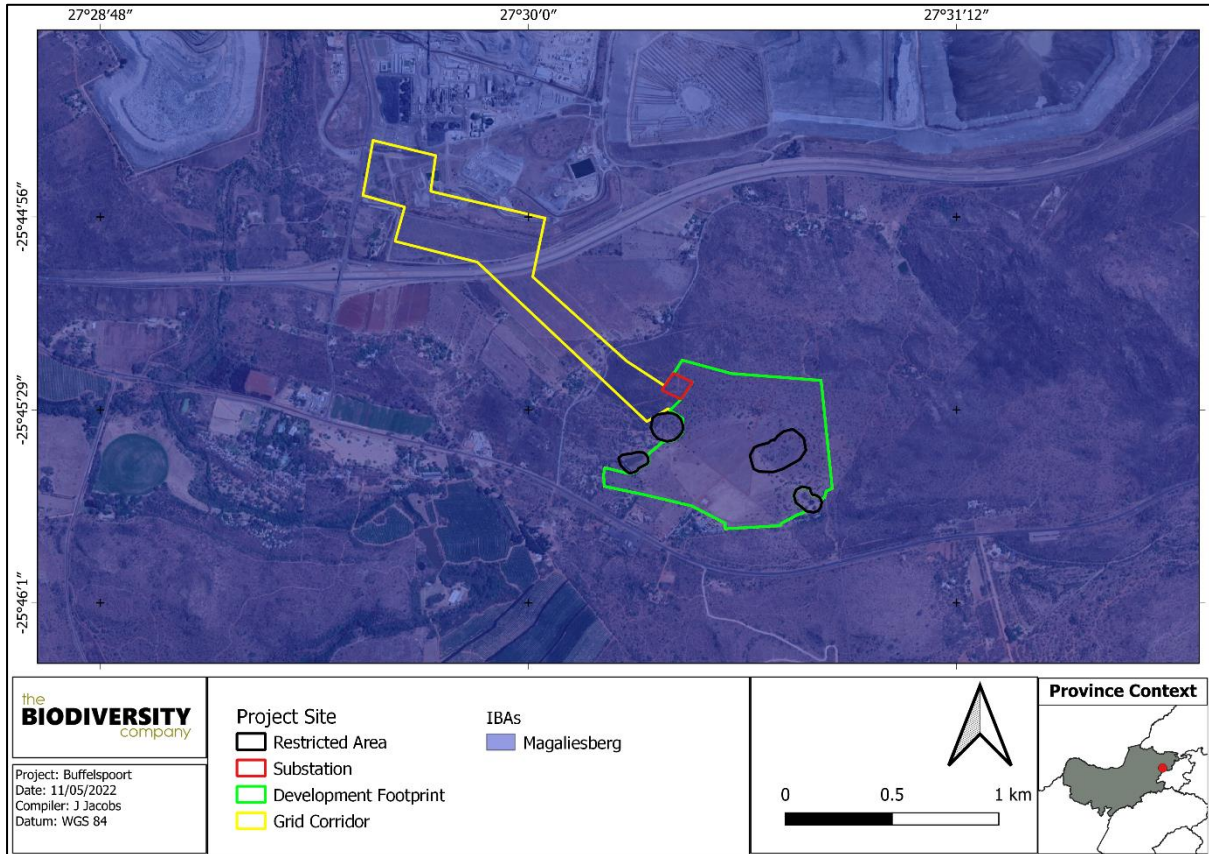 27°28′48″
27°30′0″
27°31′12″
-25°44′56″
-25°45′29″
-25°46′1″
the
BIODIVERSITY
company
Project: Buffelspoort
Date: 11/05/2022
Compiler: J Jacobs
Datum: WGS 84
Project Site
Restricted Area
Substation
Development Footprint
Grid Corridor
IBAs
Magaliesberg
0
0.5
1 km
Province Context